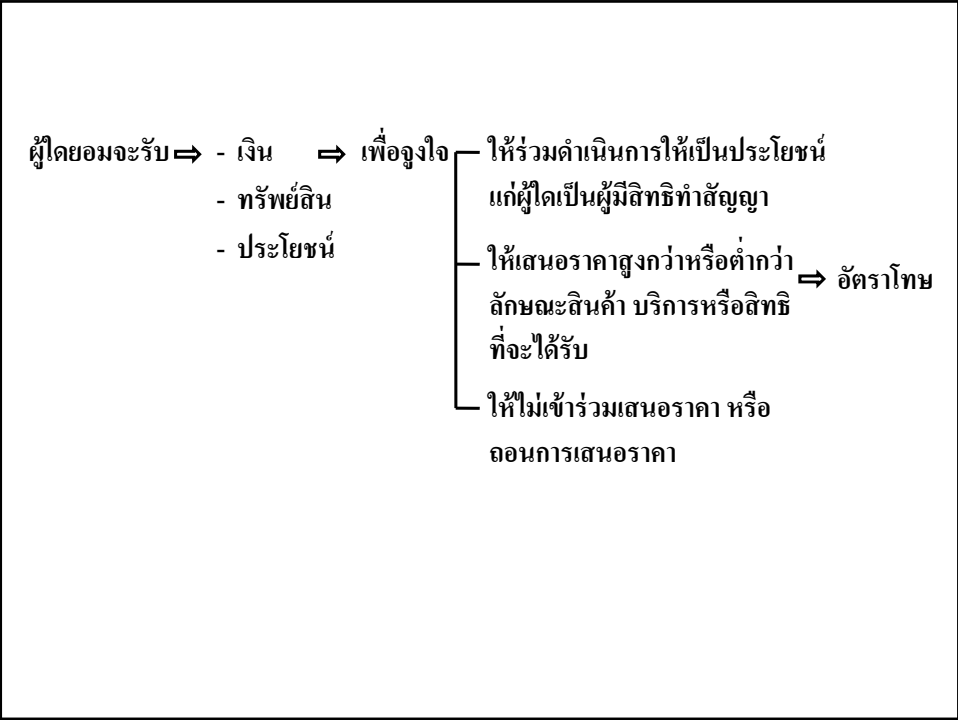 ผู้ใดยอมจะรับ ⇨ - เงิน ⇨ เพื่อจูงใจ
- ทรัพย์สิน
- ประโยชน์
ให้ร่วมดำเนินการให้เป็นประโยชน์
แก่ผู้ใดเป็นผู้มีสิทธิทำสัญญา
ให้เสนอราคาสูงกว่าหรือต่ำกว่า
ลักษณะสินค้า บริการหรือสิทธิ
ที่จะได้รับ
ให้ไม่เข้าร่วมเสนอราคา หรือ
ถอนการเสนอราคา
⇨ อัตราโทษ